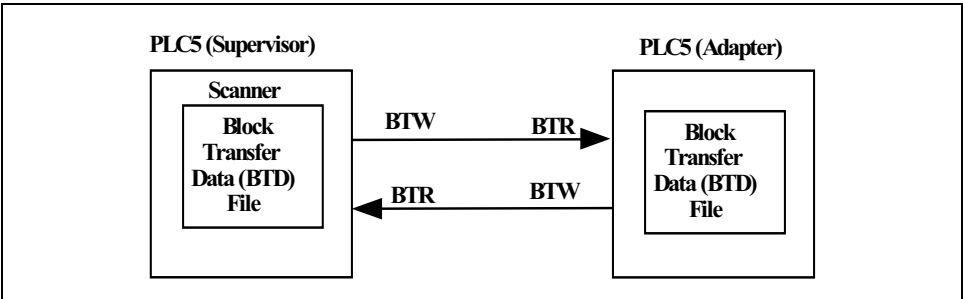 PLC5 (Supervisor)
PLC5 (Adapter)
Scanner
Block
Transfer
Data (BTD)
File
BTW
BTR
BTR
BTW
Block
Transfer
Data (BTD)
File